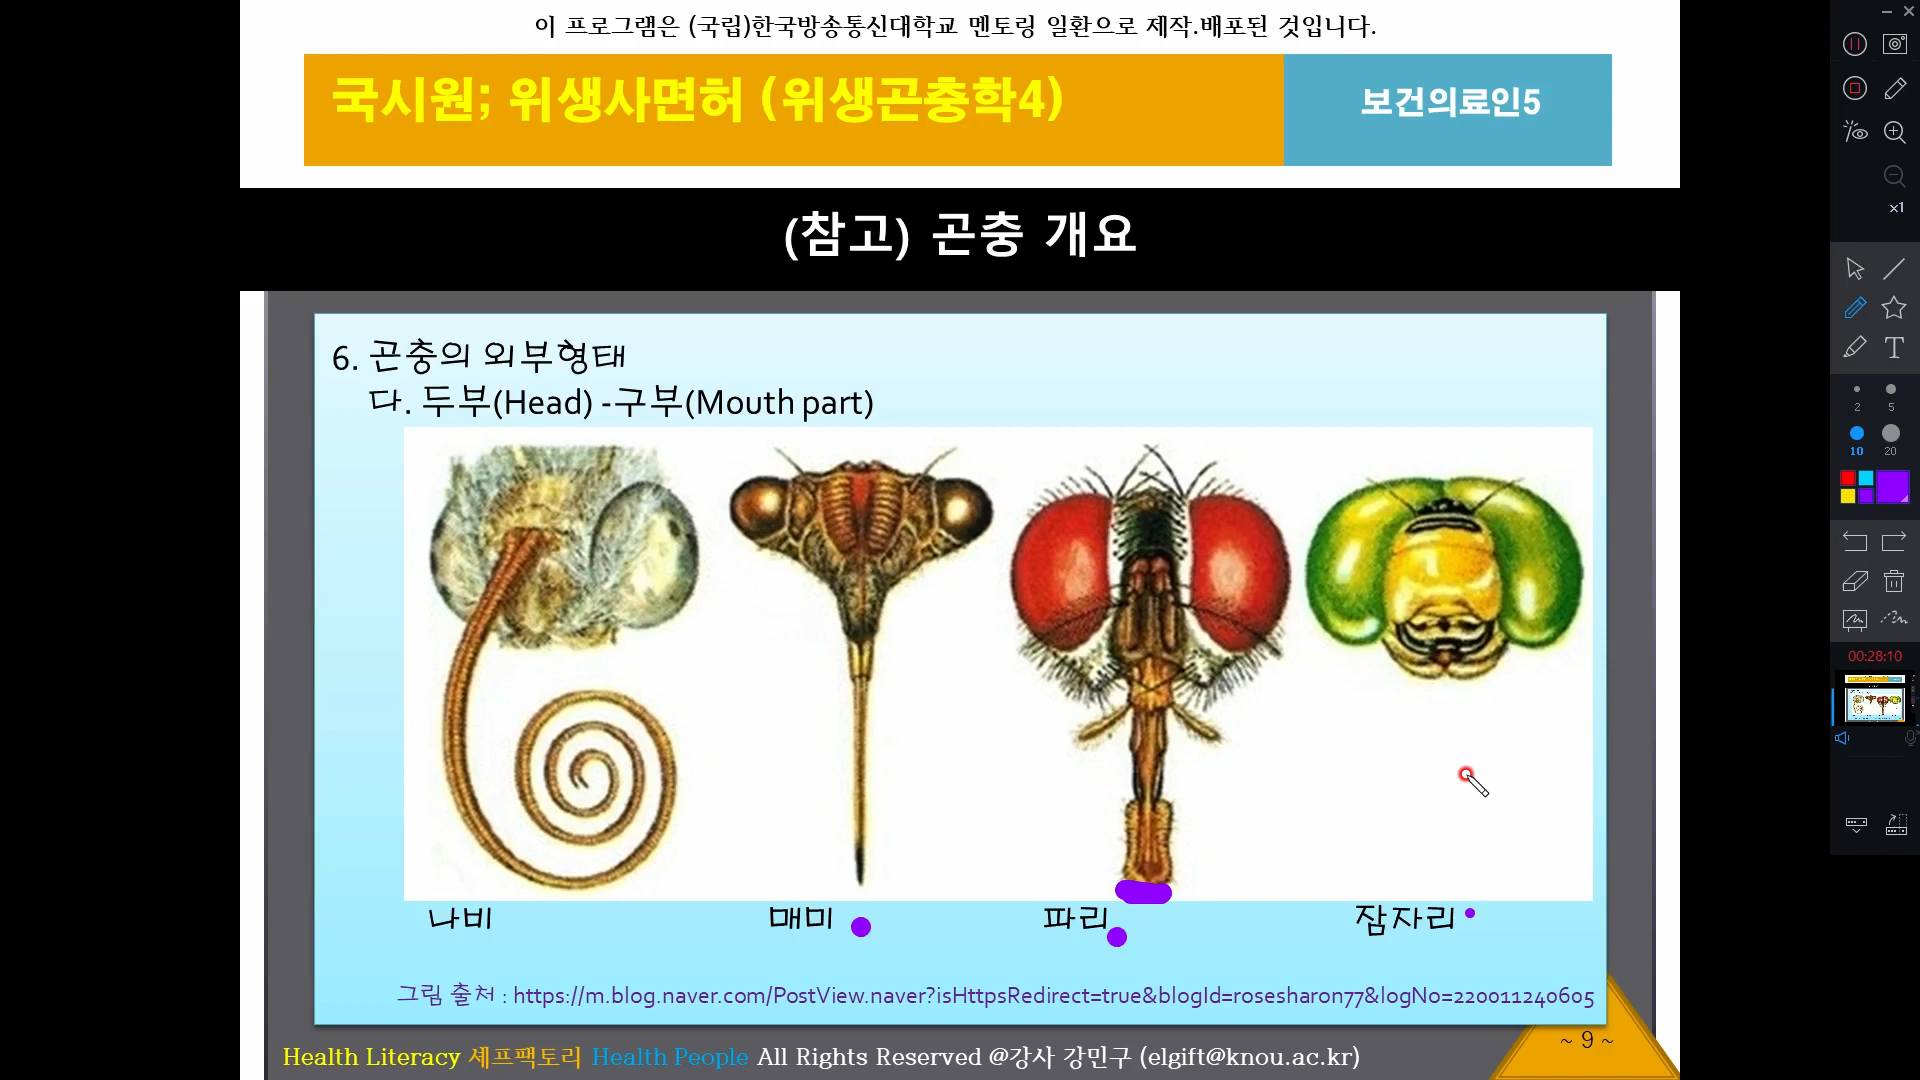 이 프로그램은 (국립)한국방송통신대학교 멘토링 일환으로 제작.배포된 것입니다.
국시원; 위생사면허 (위생곤충학4)
보건의료인5
(참고) 곤충 개요
6. 곤충의 외부형태
다. 두부(Head) -구부(Mouth part)
나비
매미
파리
잠자리
그림 출처 : https://m.blog.naver.com/PostView.naver?isHttpsRedirect=true&blogId=rosesharon77&logNo=220011240605
Health Literacy 셰프팩토리 Health People All Rights Reserved @강사 강민구 (elgift@knou.ac.kr)
~ 9 ~
x1
T
2 5
10 20
00:28:10